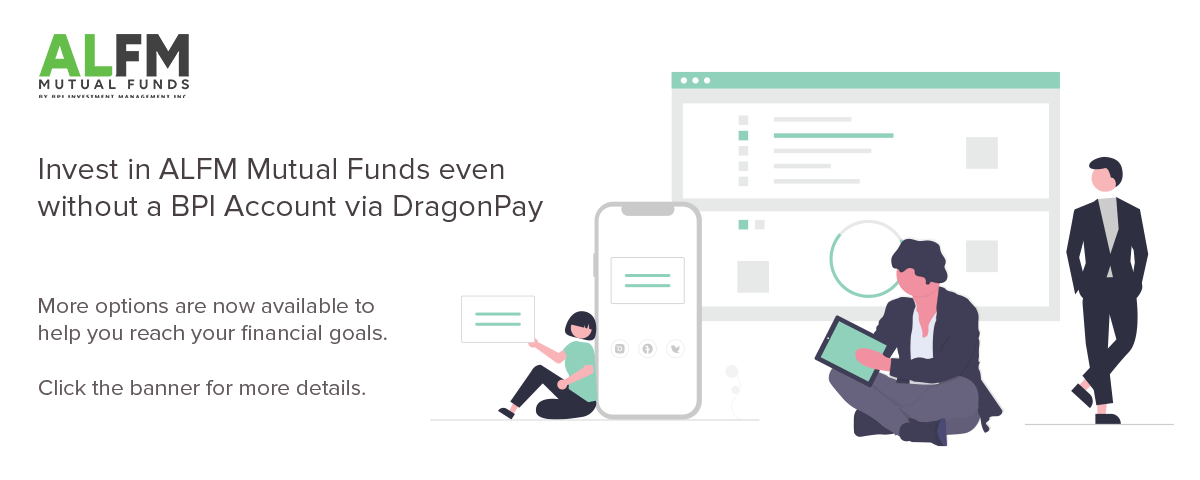 ALFM
MUTUAL FUNDS
BY BPI INVESTMENT MANAGEMENT INC.
Invest in ALFM Mutual Funds even
without a BPI Account via DragonPay
More options are now available to
help you reach your financial goals.
Click the banner for more details.